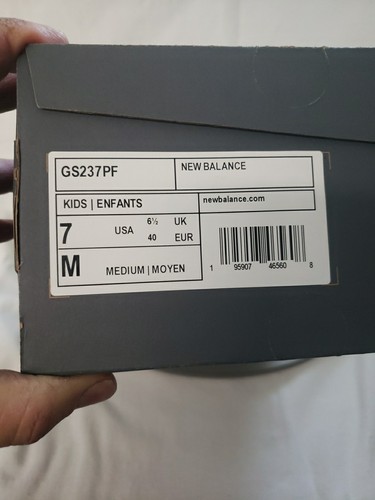 GS237PF
NEW BALANCE
KIDS | ENFANTS
newbalance.com
7 USA 6½ UK
40 EUR
M MEDIUM | MOYEN
1 95907 46560 8